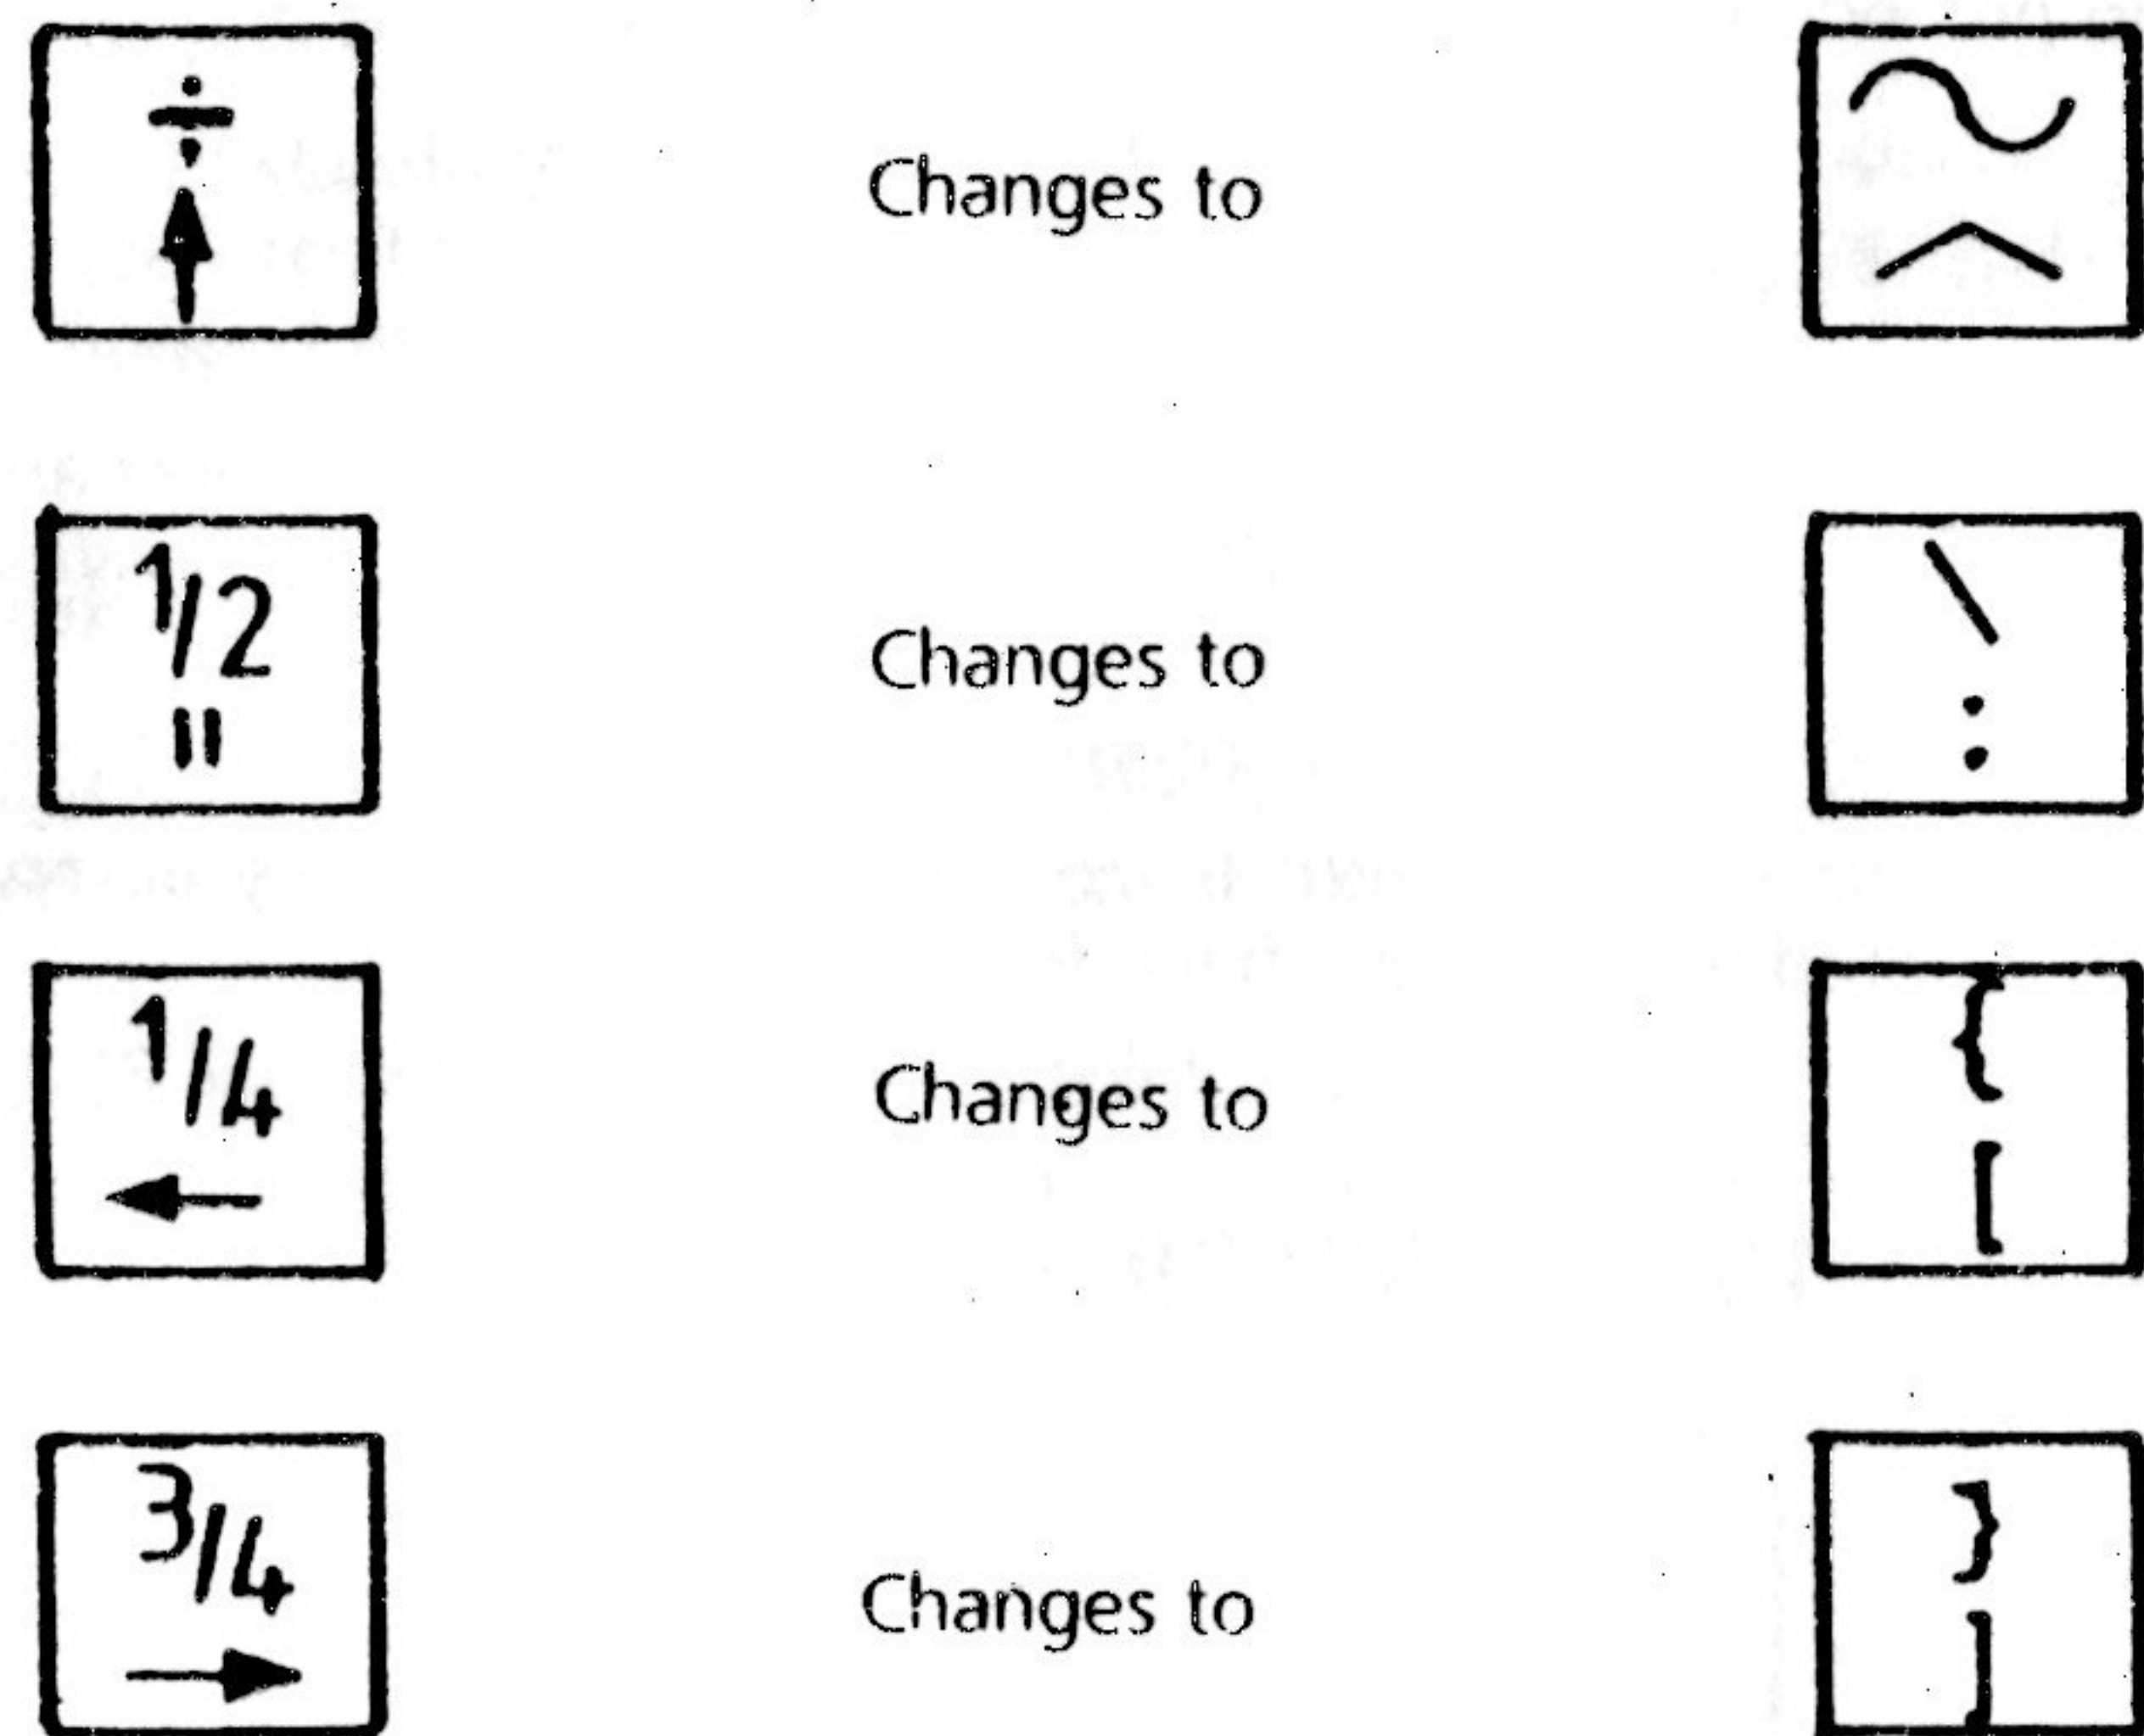 ÷ Changes to ~
↑ ^
1/2 Changes to \
" :
1/4 Changes to {
← [
3/4 Changes to }
→ ]